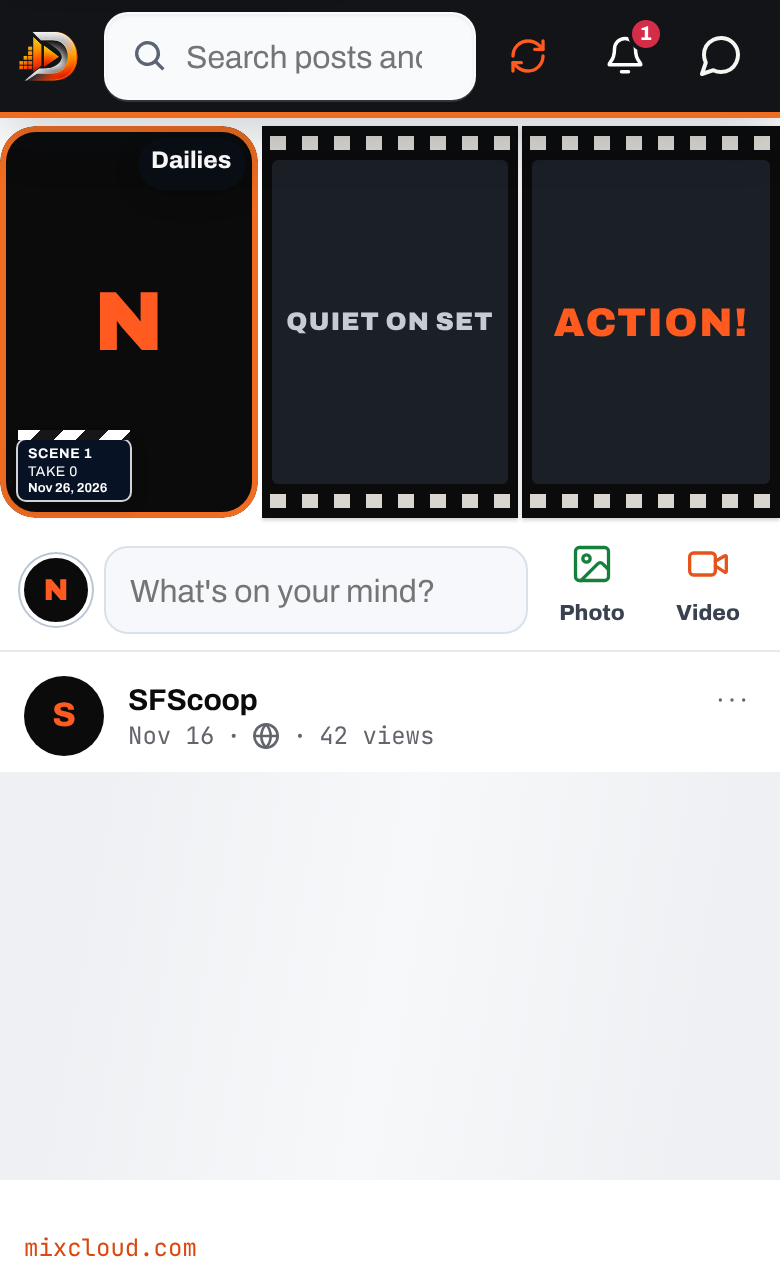 Search posts and
1
Dailies
N
SCENE 1
TAKE 0
Nov 26, 2026
QUIET ON SET
ACTION!
N
What's on your mind?
Photo
Video
S
SFScoop
Nov 16 · · 42 views
mixcloud.com